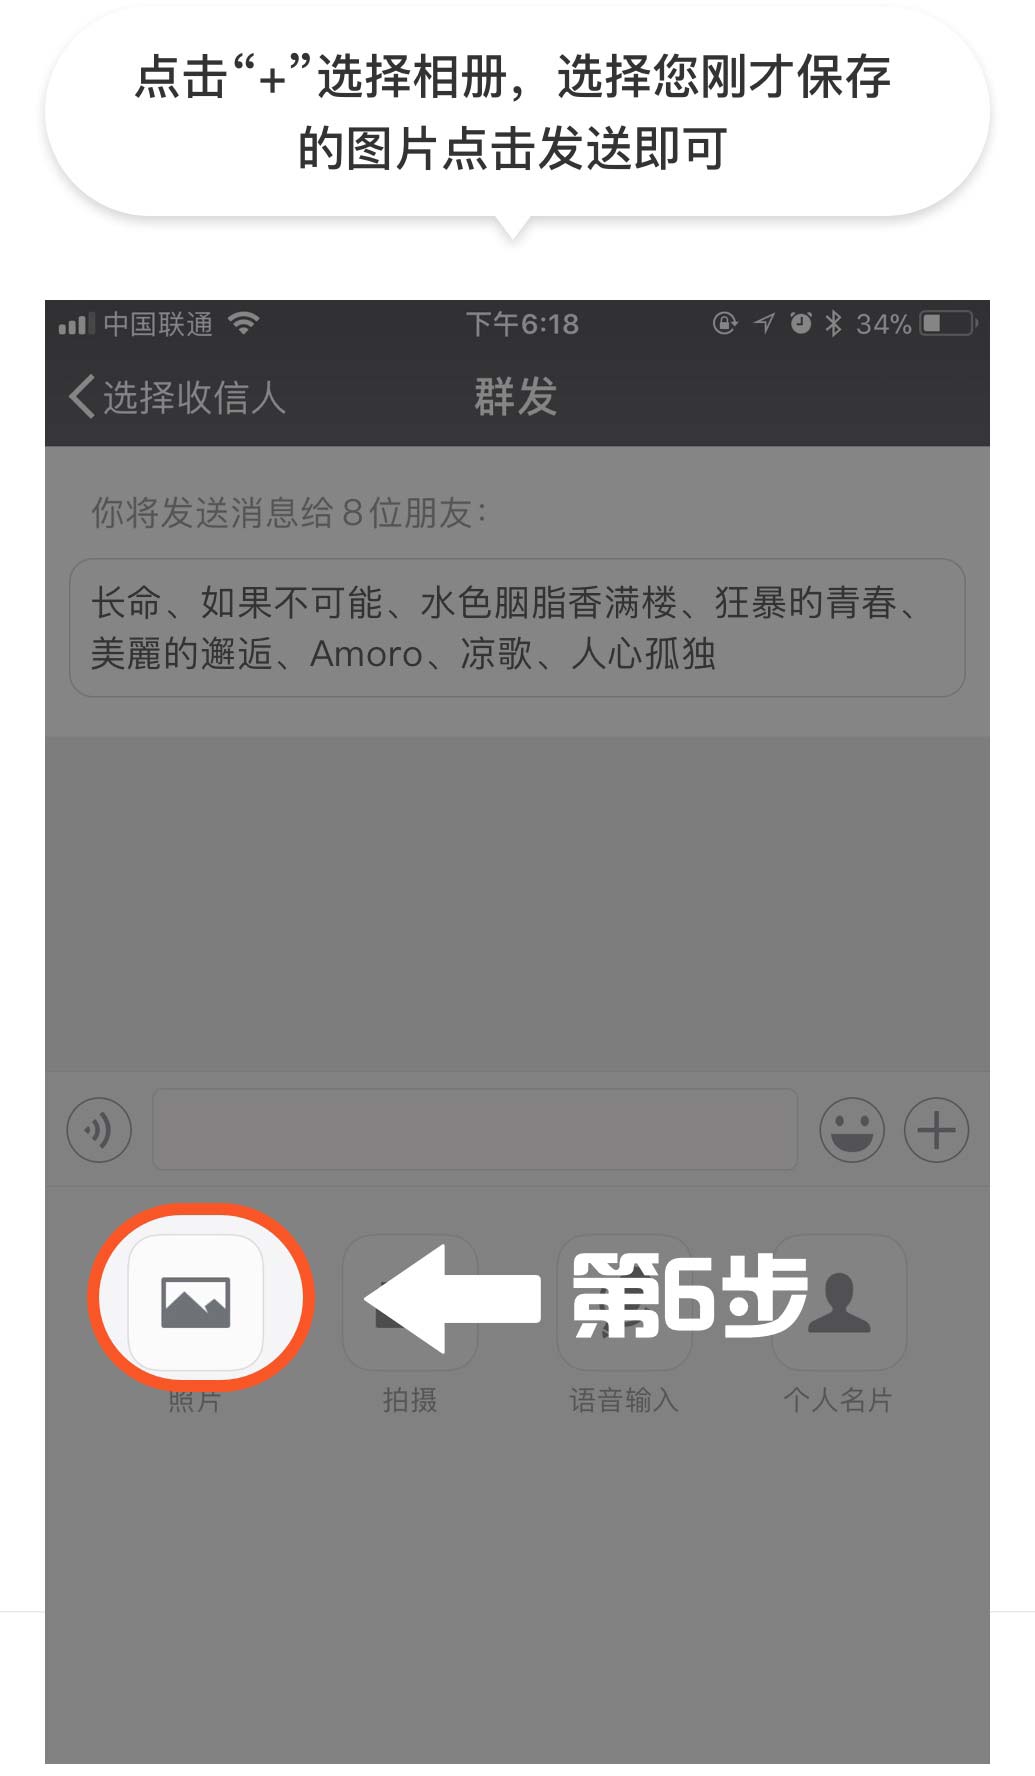 点击“+”选择相册，选择您刚才保存
的图片点击发送即可
中国联通 下午6:18 34%
选择收信人 群发
你将发送消息给8位朋友：
长命、如果不可能、水色胭脂香满楼、狂暴旳青春、
美麗的邂逅、Amoro、凉歌、人心孤独
第6步
照片 拍摄 语音输入 个人名片